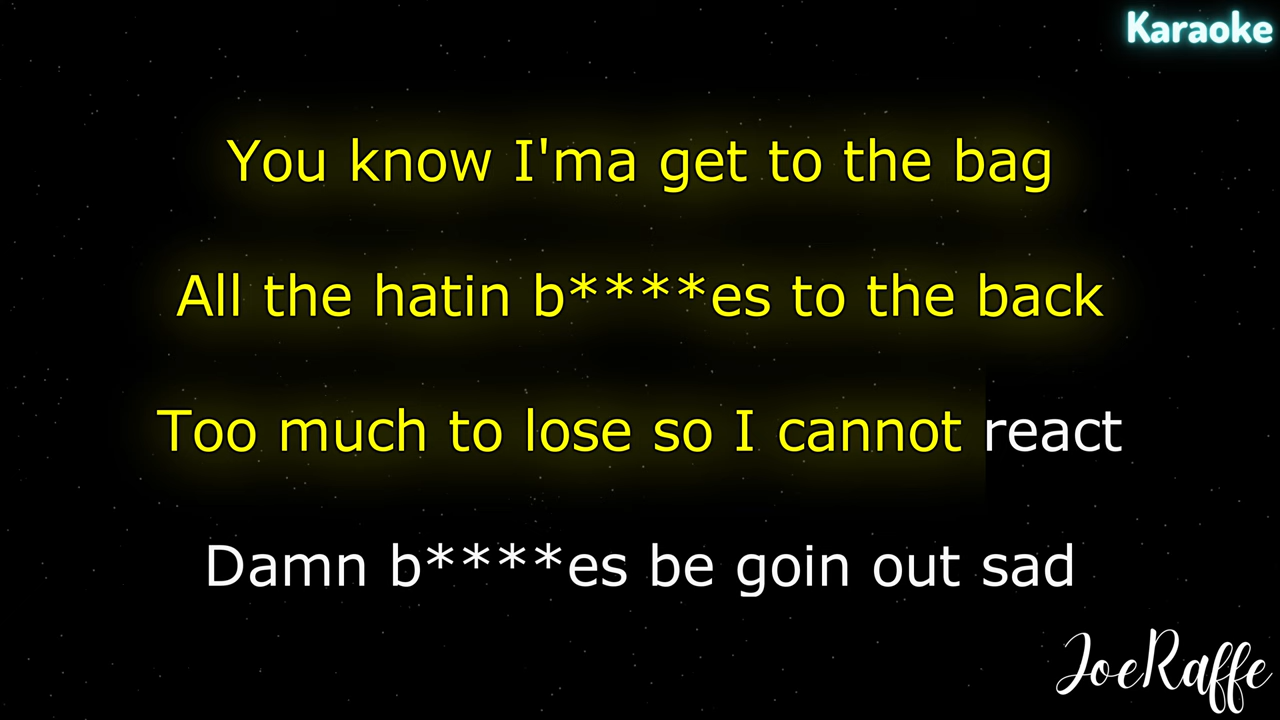 Karaoke
You know I'ma get to the bag
All the hatin b****es to the back
Too much to lose so I cannot react
Damn b****es be goin out sad
JoeRaffe